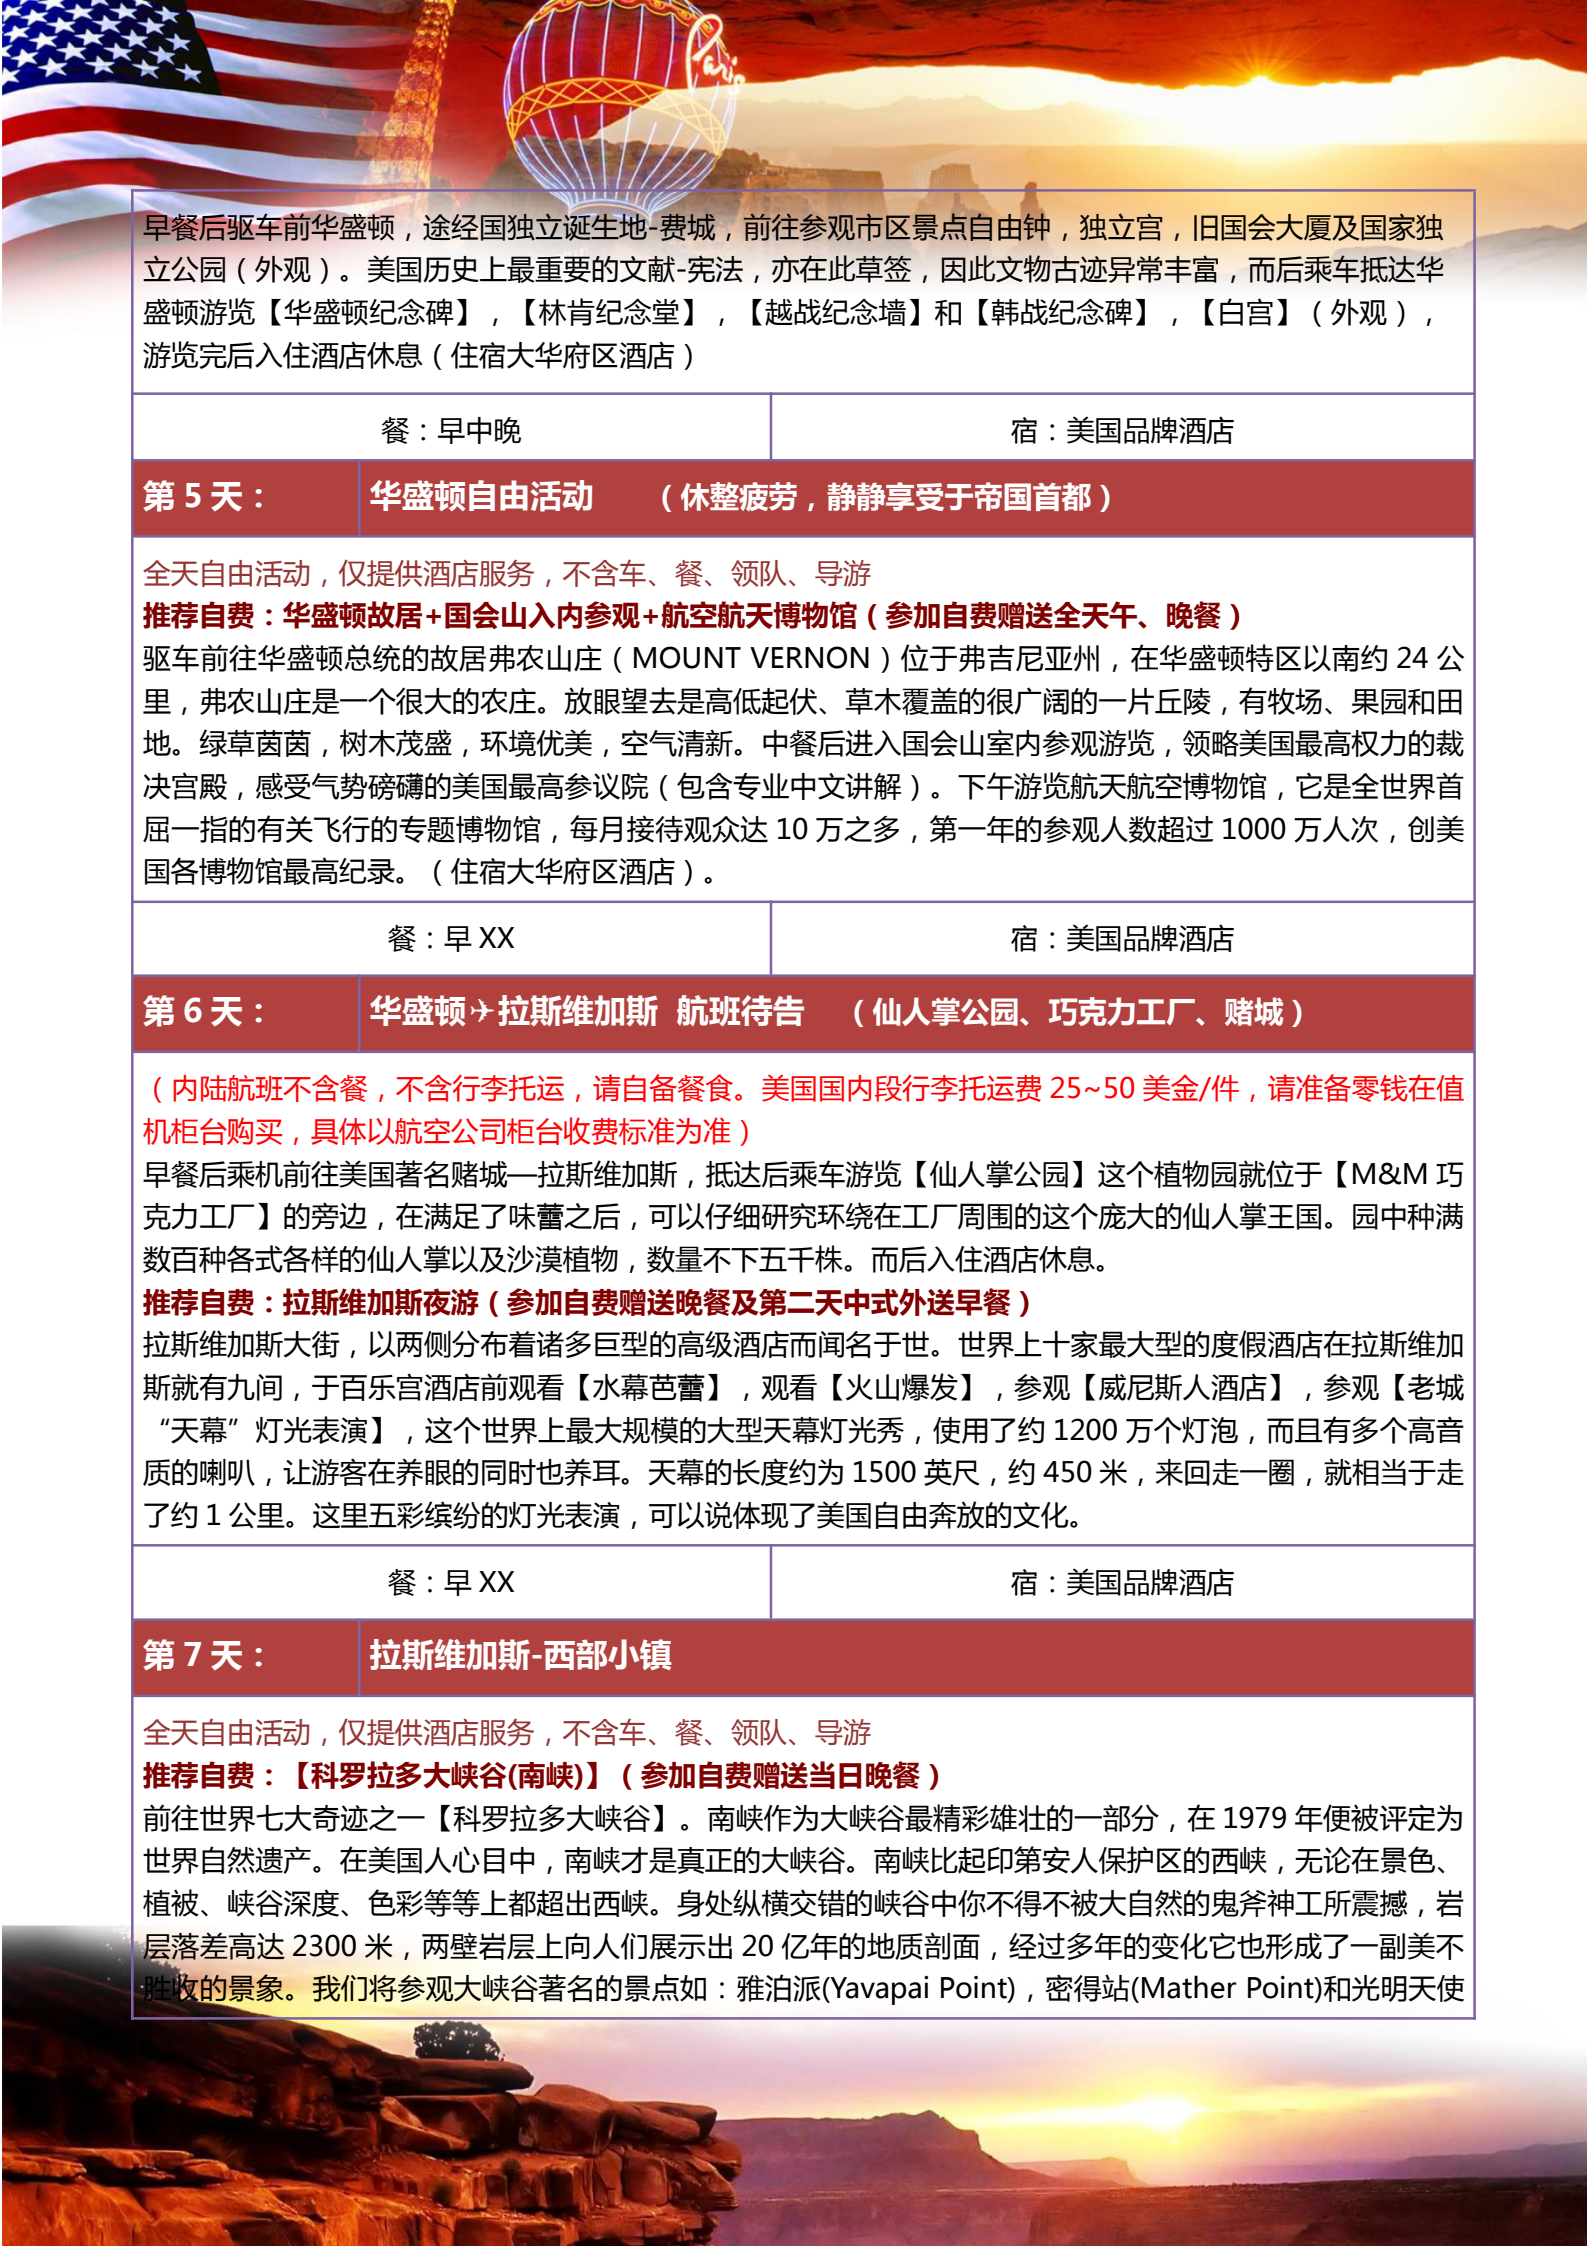 Paris
早餐后驱车前华盛顿，途经国独立诞生地-费城，前往参观市区景点自由钟，独立宫，旧国会大厦及国家独
立公园（外观）。美国历史上最重要的文献-宪法，亦在此草签，因此文物古迹异常丰富，而后乘车抵达华
盛顿游览【华盛顿纪念碑】，【林肯纪念堂】，【越战纪念墙】和【韩战纪念碑】，【白宫】（外观），
游览完后入住酒店休息（住宿大华府区酒店）
餐：早中晚 宿：美国品牌酒店
第 5 天： 华盛顿自由活动 （休整疲劳，静静享受于帝国首都）
全天自由活动，仅提供酒店服务，不含车、餐、领队、导游
推荐自费：华盛顿故居+国会山入内参观+航空航天博物馆（参加自费赠送全天午、晚餐）
驱车前往华盛顿总统的故居弗农山庄（MOUNT VERNON）位于弗吉尼亚州，在华盛顿特区以南约 24 公
里，弗农山庄是一个很大的农庄。放眼望去是高低起伏、草木覆盖的很广阔的一片丘陵，有牧场、果园和田
地。绿草茵茵，树木茂盛，环境优美，空气清新。中餐后进入国会山室内参观游览，领略美国最高权力的裁
决宫殿，感受气势磅礴的美国最高参议院（包含专业中文讲解）。下午游览航天航空博物馆，它是全世界首
屈一指的有关飞行的专题博物馆，每月接待观众达 10 万之多，第一年的参观人数超过 1000 万人次，创美
国各博物馆最高纪录。（住宿大华府区酒店）。
餐：早 XX 宿：美国品牌酒店
第 6 天： 华盛顿✈拉斯维加斯 航班待告 （仙人掌公园、巧克力工厂、赌城）
（内陆航班不含餐，不含行李托运，请自备餐食。美国国内段行李托运费 25~50 美金/件，请准备零钱在值
机柜台购买，具体以航空公司柜台收费标准为准）
早餐后乘机前往美国著名赌城—拉斯维加斯，抵达后乘车游览【仙人掌公园】这个植物园就位于【M&M 巧
克力工厂】的旁边，在满足了味蕾之后，可以仔细研究环绕在工厂周围的这个庞大的仙人掌王国。园中种满
数百种各式各样的仙人掌以及沙漠植物，数量不下五千株。而后入住酒店休息。
推荐自费：拉斯维加斯夜游（参加自费赠送晚餐及第二天中式外送早餐）
拉斯维加斯大街，以两侧分布着诸多巨型的高级酒店而闻名于世。世界上十家最大型的度假酒店在拉斯维加
斯就有九间，于百乐宫酒店前观看【水幕芭蕾】，观看【火山爆发】，参观【威尼斯人酒店】，参观【老城
“天幕”灯光表演】，这个世界上最大规模的大型天幕灯光秀，使用了约 1200 万个灯泡，而且有多个高音
质的喇叭，让游客在养眼的同时也养耳。天幕的长度约为 1500 英尺，约 450 米，来回走一圈，就相当于走
了约 1 公里。这里五彩缤纷的灯光表演，可以说体现了美国自由奔放的文化。
餐：早 XX 宿：美国品牌酒店
第 7 天： 拉斯维加斯-西部小镇
全天自由活动，仅提供酒店服务，不含车、餐、领队、导游
推荐自费：【科罗拉多大峡谷(南峡)】（参加自费赠送当日晚餐）
前往世界七大奇迹之一【科罗拉多大峡谷】。南峡作为大峡谷最精彩雄壮的一部分，在 1979 年便被评定为
世界自然遗产。在美国人心目中，南峡才是真正的大峡谷。南峡比起印第安人保护区的西峡，无论在景色、
植被、峡谷深度、色彩等等上都超出西峡。身处纵横交错的峡谷中你不得不被大自然的鬼斧神工所震撼，岩
层落差高达 2300 米，两壁岩层上向人们展示出 20 亿年的地质剖面，经过多年的变化它也形成了一副美不
胜收的景象。我们将参观大峡谷著名的景点如：雅泊派(Yavapai Point)，密得站(Mather Point)和光明天使